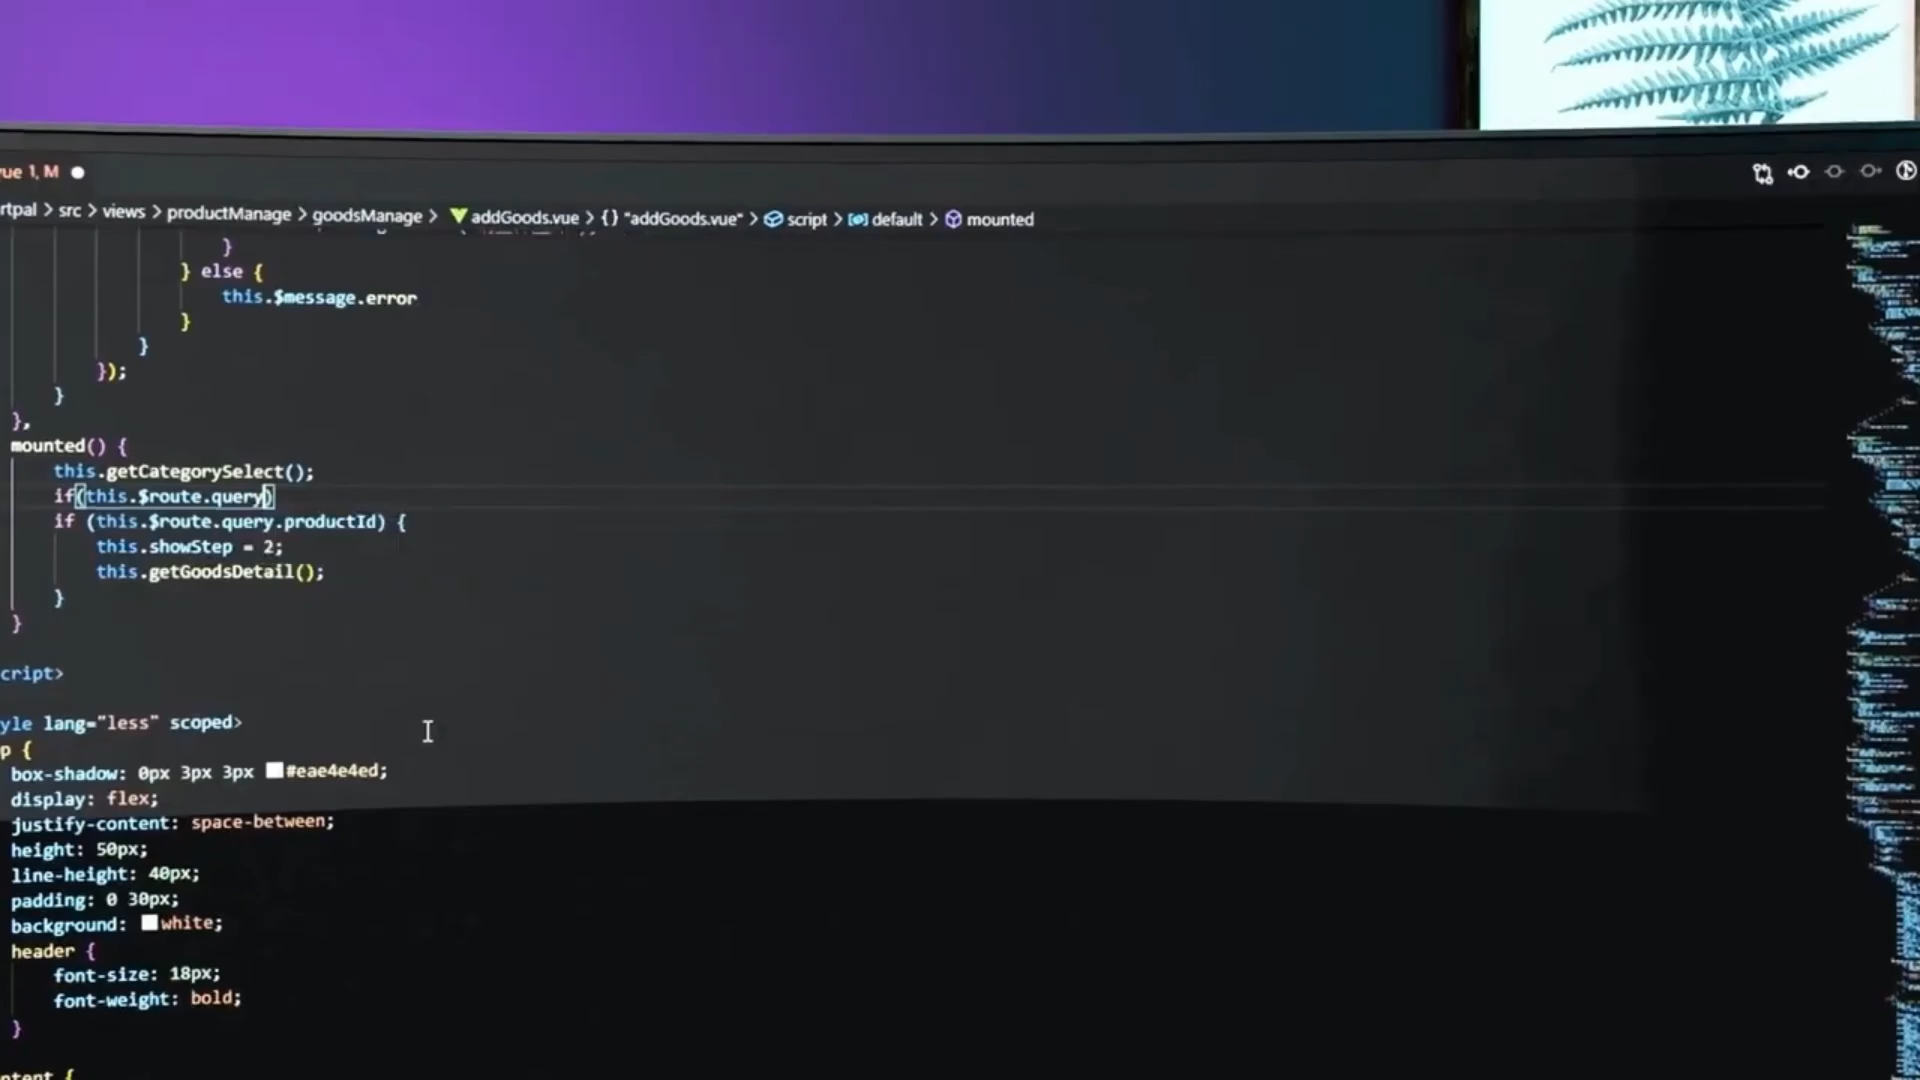 vue 1, M
rtpal > src > views > productManage > goodsManage > addGoods.vue > {} "addGoods.vue" > script > default > mounted
}
} else {
this.$message.error
}
}
});
}
},
mounted() {
this.getCategorySelect();
if(this.$route.query)
if (this.$route.query.productId) {
this.showStep = 2;
this.getGoodsDetail();
}
}
cript>
yle lang="less" scoped>
p {
box-shadow: 0px 3px 3px #eae4e4ed;
display: flex;
justify-content: space-between;
height: 50px;
line-height: 40px;
padding: 0 30px;
background: white;
header {
font-size: 18px;
font-weight: bold;
}
ntent {